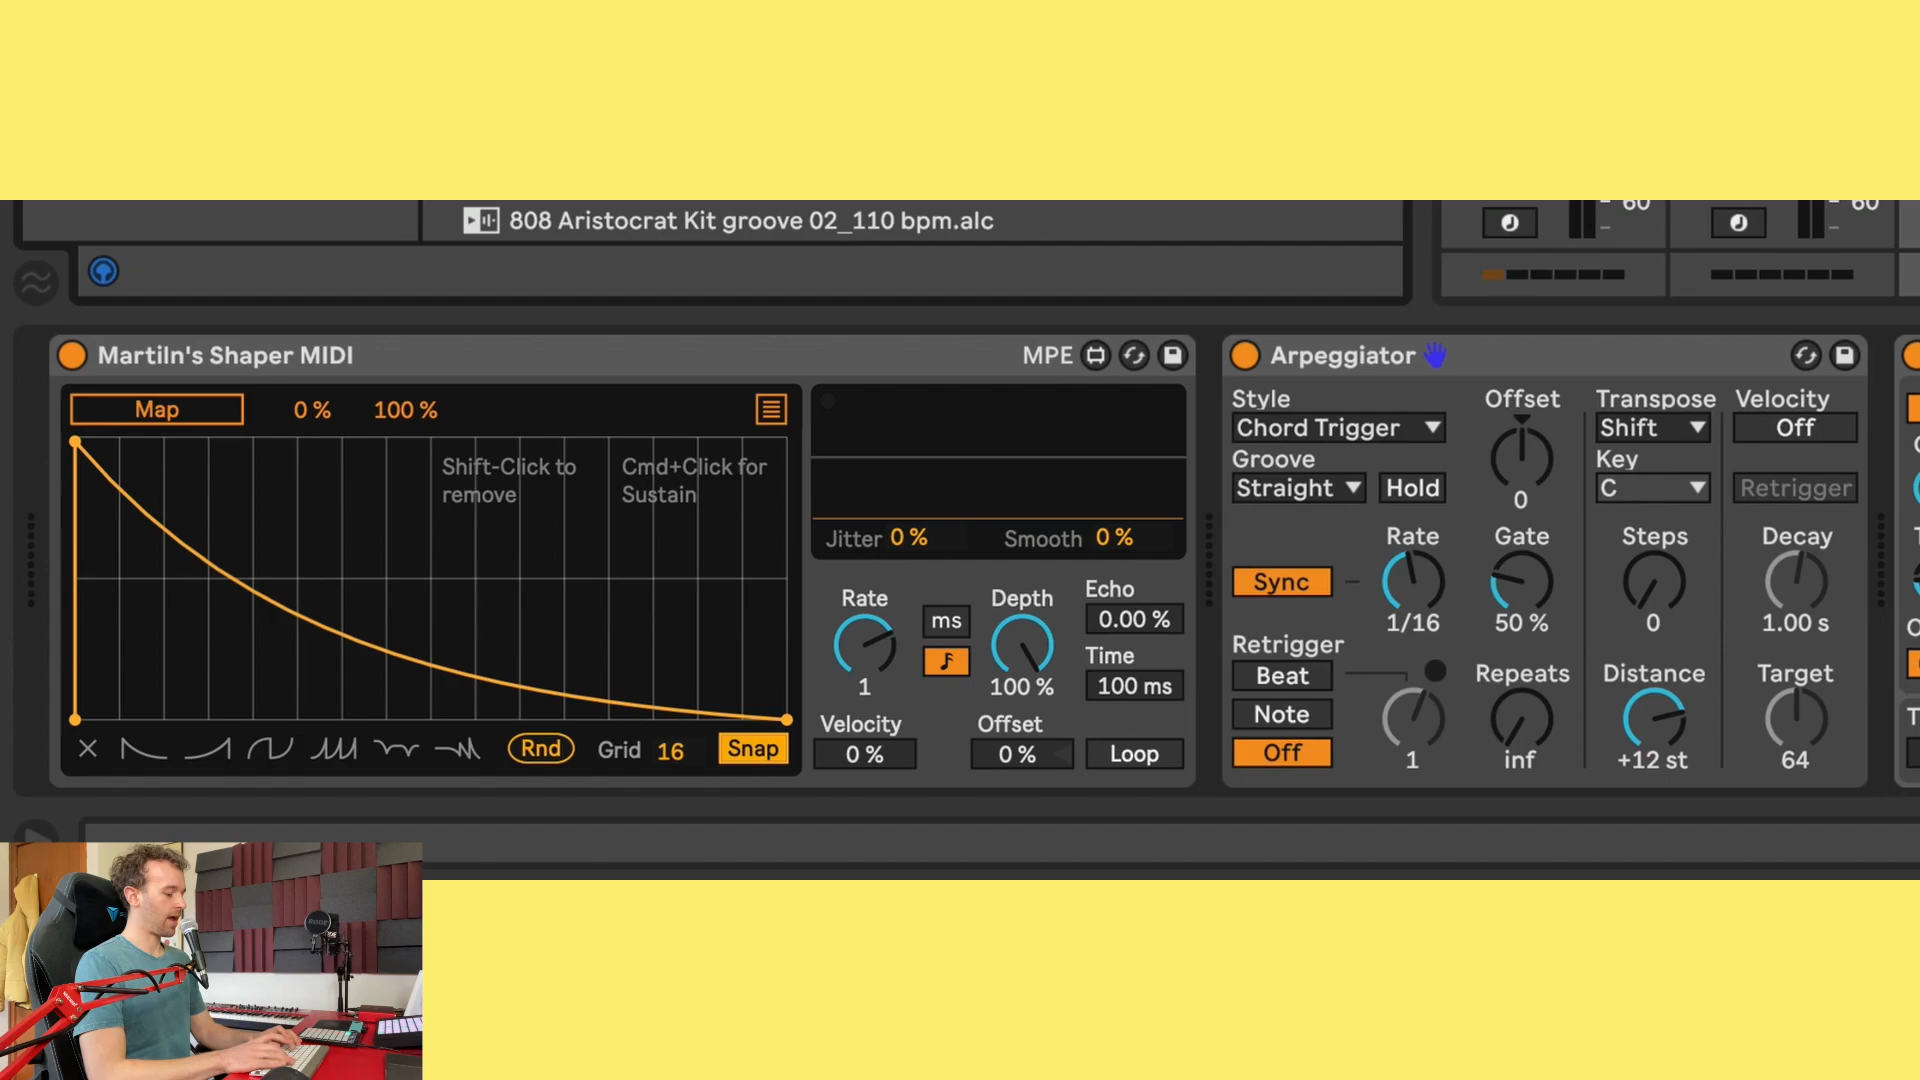 808 Aristocrat Kit groove 02_110 bpm.alc
60
60
Martiln's Shaper MIDI
MPE
Map
0 %
100 %
Shift-Click to
remove
Cmd+Click for
Sustain
Rnd
Grid 16
Snap
Jitter 0 %
Smooth 0 %
Rate
1
ms
Depth
100 %
Echo
0.00 %
Time
100 ms
Velocity
0 %
Offset
0 %
Loop
Arpeggiator
Style
Chord Trigger
Groove
Straight
Hold
Offset
0
Transpose
Shift
Key
C
Velocity
Off
Retrigger
Sync
Rate
1/16
Gate
50 %
Steps
0
Decay
1.00 s
Retrigger
Beat
Note
Off
1
Repeats
inf
Distance
+12 st
Target
64
RODE